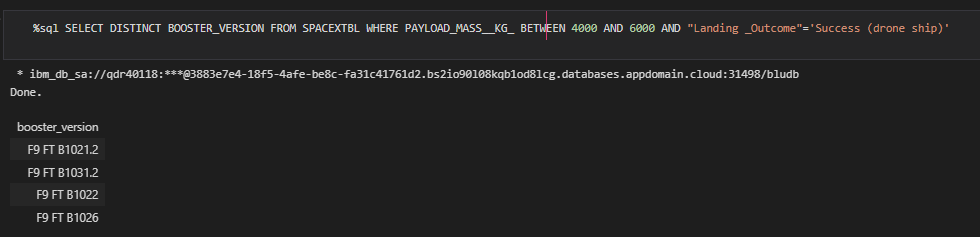 %sql SELECT DISTINCT BOOSTER_VERSION FROM SPACEXTBL WHERE PAYLOAD_MASS__KG_ BETWEEN 4000 AND 6000 AND "Landing _Outcome"='Success (drone ship)'
* ibm_db_sa://qdr40118:***@3883e7e4-18f5-4afe-be8c-fa31c41761d2.bs2io90l08kqb1od8lcg.databases.appdomain.cloud:31498/bludb
Done.
booster_version
F9 FT B1021.2
F9 FT B1031.2
F9 FT B1022
F9 FT B1026